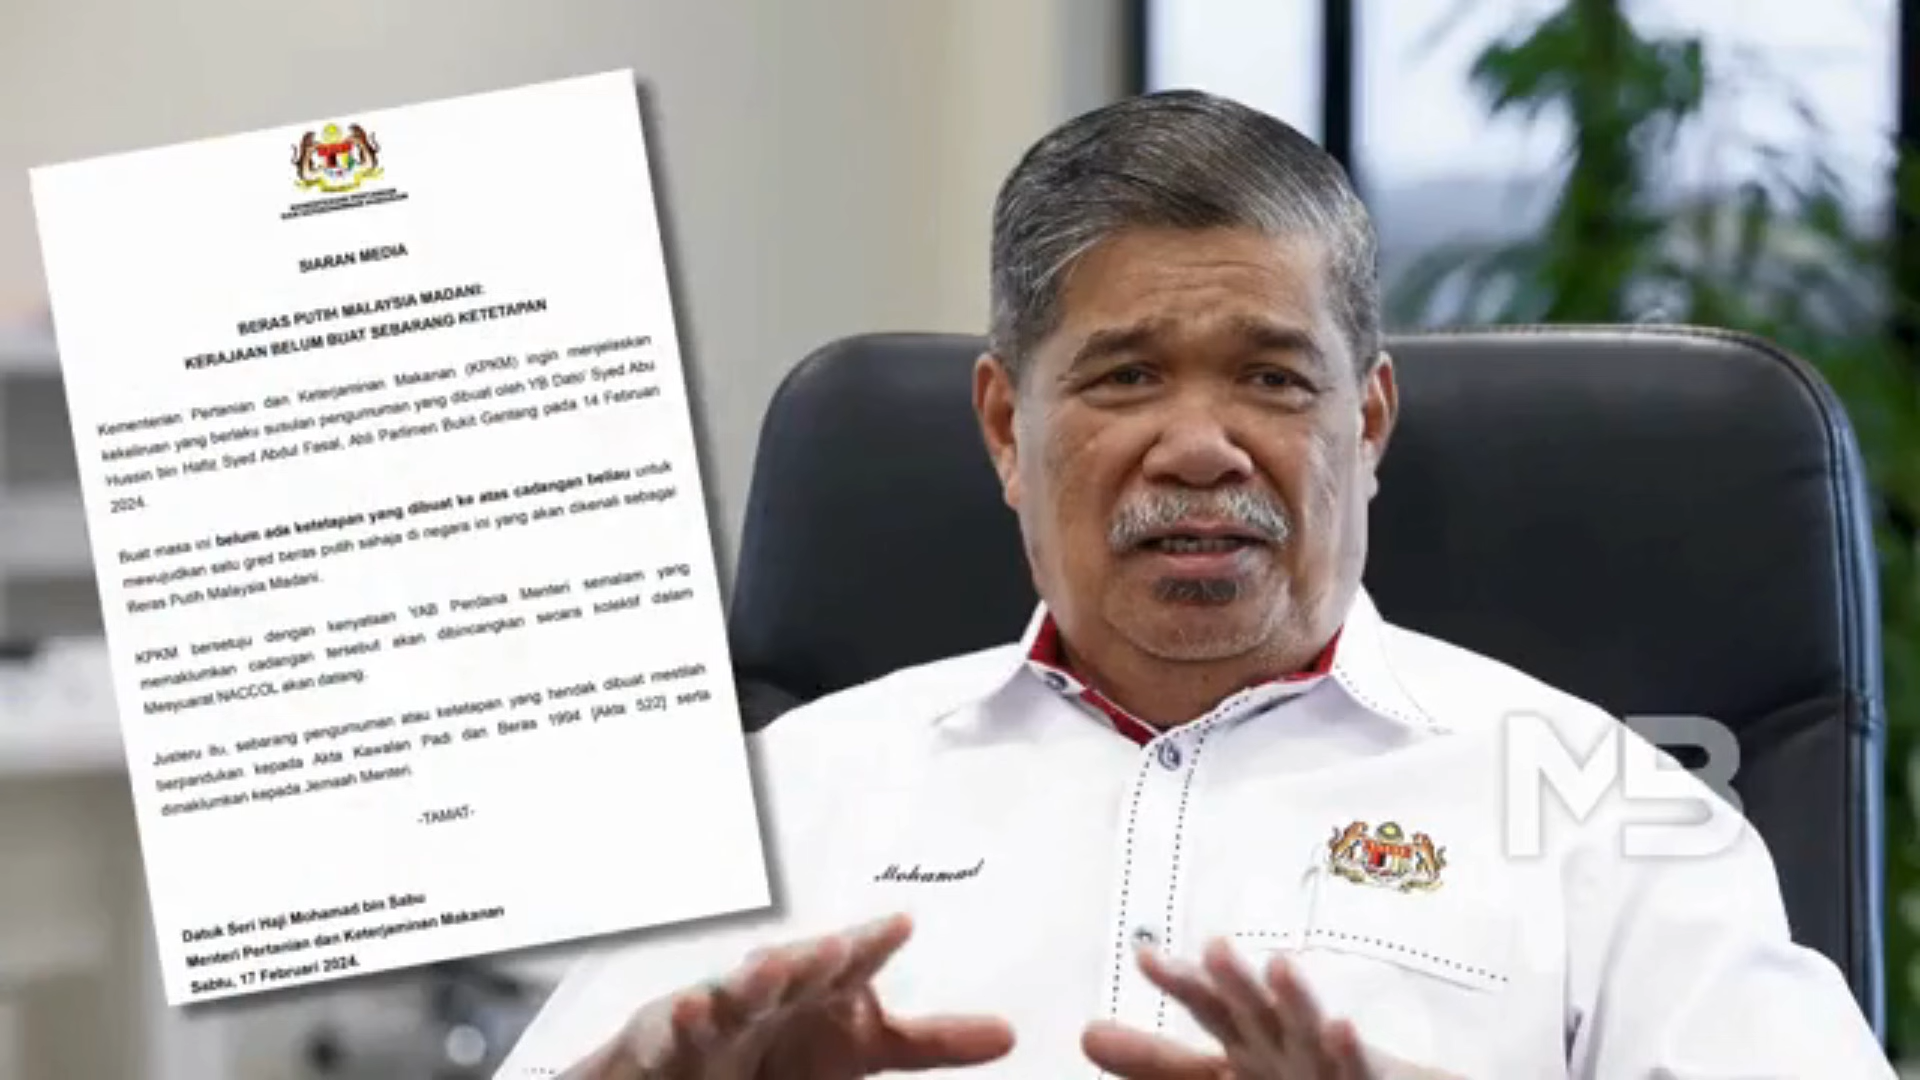 KEMENTERIAN PERTANIAN
DAN KETERJAMINAN MAKANAN
SIARAN MEDIA
BERAS PUTIH MALAYSIA MADANI:
KERAJAAN BELUM BUAT SEBARANG KETETAPAN
Kementerian Pertanian dan Keterjaminan Makanan (KPKM) ingin menjelaskan
kekeliruan yang berlaku susulan pengumuman yang dibuat oleh YB Dato' Syed Abu
Hussin bin Hafiz Syed Abdul Fasal, Ahli Parlimen Bukit Gantang pada 14 Februari
2024.
Buat masa ini belum ada ketetapan yang dibuat ke atas cadangan beliau untuk
mewujudkan satu gred beras putih sahaja di negara ini yang akan dikenali sebagai
Beras Putih Malaysia Madani.
KPKM bersetuju dengan kenyataan YAB Perdana Menteri semalam yang
memaklumkan cadangan tersebut akan dibincangkan secara kolektif dalam
Mesyuarat NACCOL akan datang.
Justeru itu, sebarang pengumuman atau ketetapan yang hendak dibuat mestilah
berpandukan kepada Akta Kawalan Padi dan Beras 1994 [Akta 522] serta
dimaklumkan kepada Jemaah Menteri.
-TAMAT-
Datuk Seri Haji Mohamad bin Sabu
Menteri Pertanian dan Keterjaminan Makanan
Sabtu, 17 Februari 2024.
Mohamad
MB